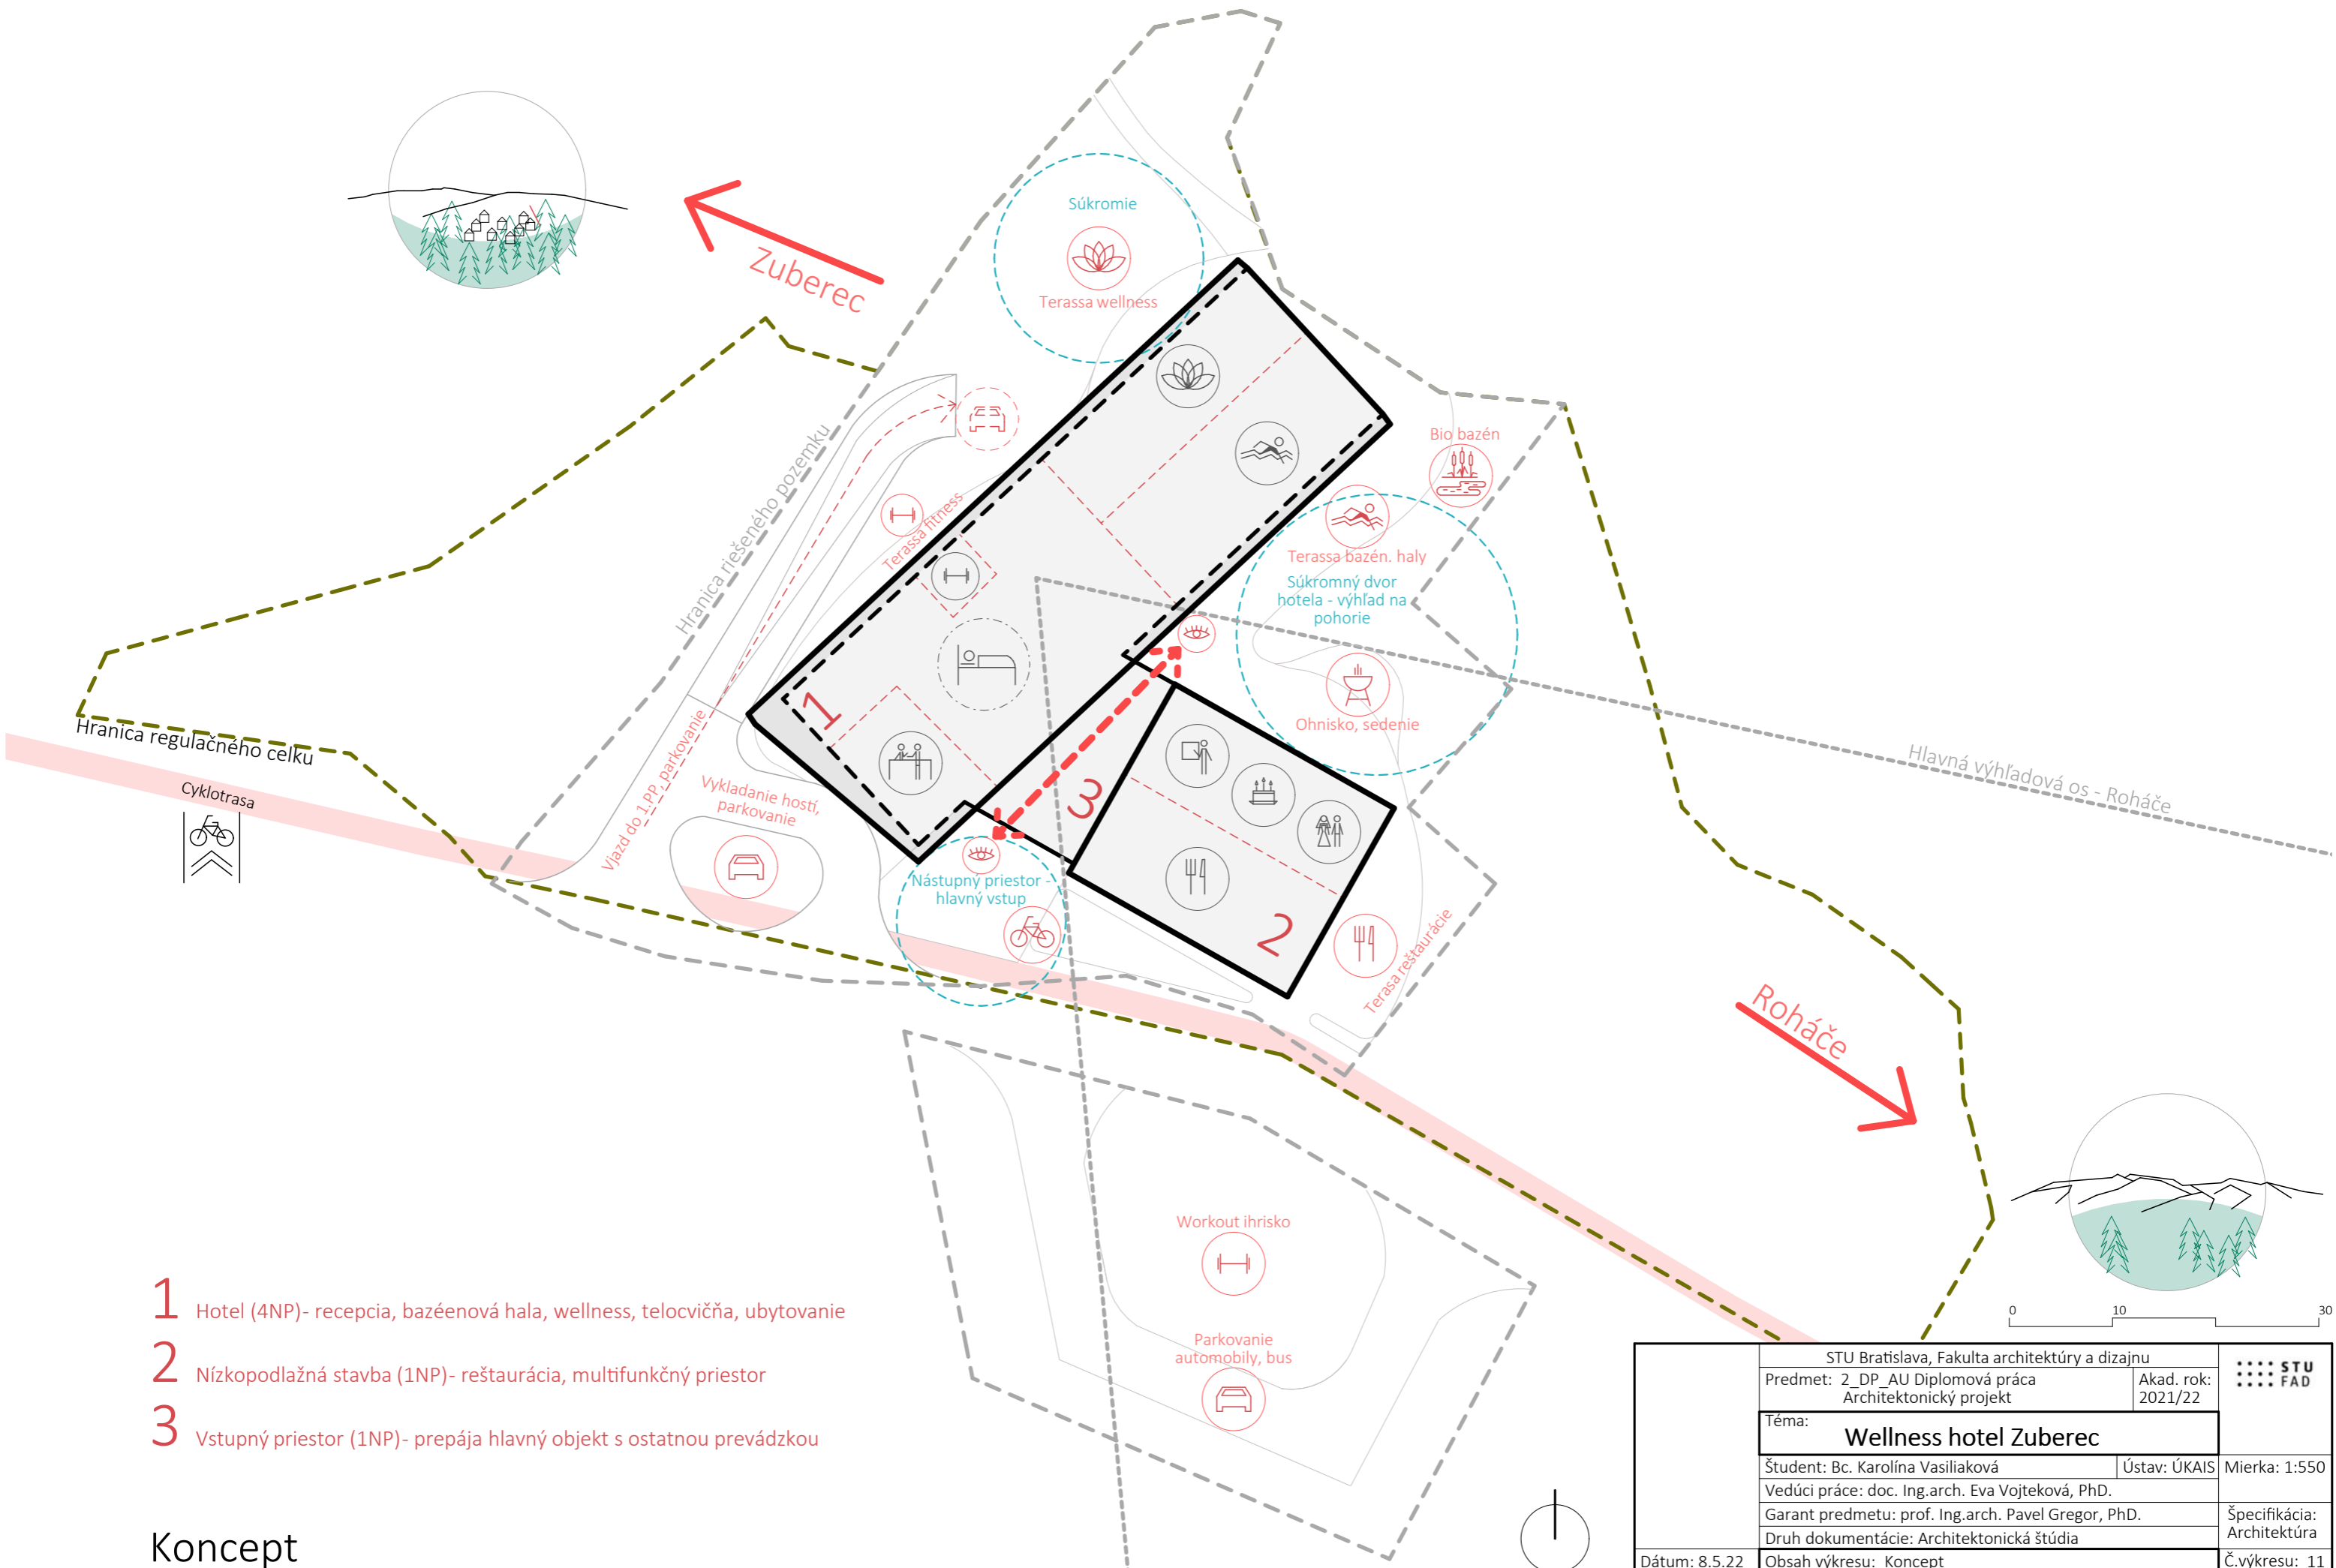 Zuberec
Súkromie
Terassa wellness
Hranica riešeného pozemku
Terassa fitness
Bio bazén
Terassa bazén. haly
Súkromný dvor
hotela - výhľad na
pohorie
Ohnisko, sedenie
1
Hranica regulačného celku
Cyklotrasa
Vjazd do 1.PP, parkovanie
Vykladanie hostí,
parkovanie
3
Hlavná výhľadová os - Roháče
Nástupný priestor -
hlavný vstup
2
Terasa reštaurácie
Roháče
Workout ihrisko
Parkovanie
automobily, bus
1 Hotel (4NP)- recepcia, bazéenová hala, wellness, telocvičňa, ubytovanie
2 Nízkopodlažná stavba (1NP)- reštaurácia, multifunkčný priestor
3 Vstupný priestor (1NP)- prepája hlavný objekt s ostatnou prevádzkou
Koncept
0 10 30
STU Bratislava, Fakulta architektúry a dizajnu
STU
FAD
Predmet: 2_DP_AU Diplomová práca
Architektonický projekt
Akad. rok:
2021/22
Téma:
Wellness hotel Zuberec
Študent: Bc. Karolína Vasiliaková
Ústav: ÚKAIS
Mierka: 1:550
Vedúci práce: doc. Ing.arch. Eva Vojteková, PhD.
Garant predmetu: prof. Ing.arch. Pavel Gregor, PhD.
Špecifikácia:
Architektúra
Druh dokumentácie: Architektonická štúdia
Dátum: 8.5.22
Obsah výkresu: Koncept
Č.výkresu: 11